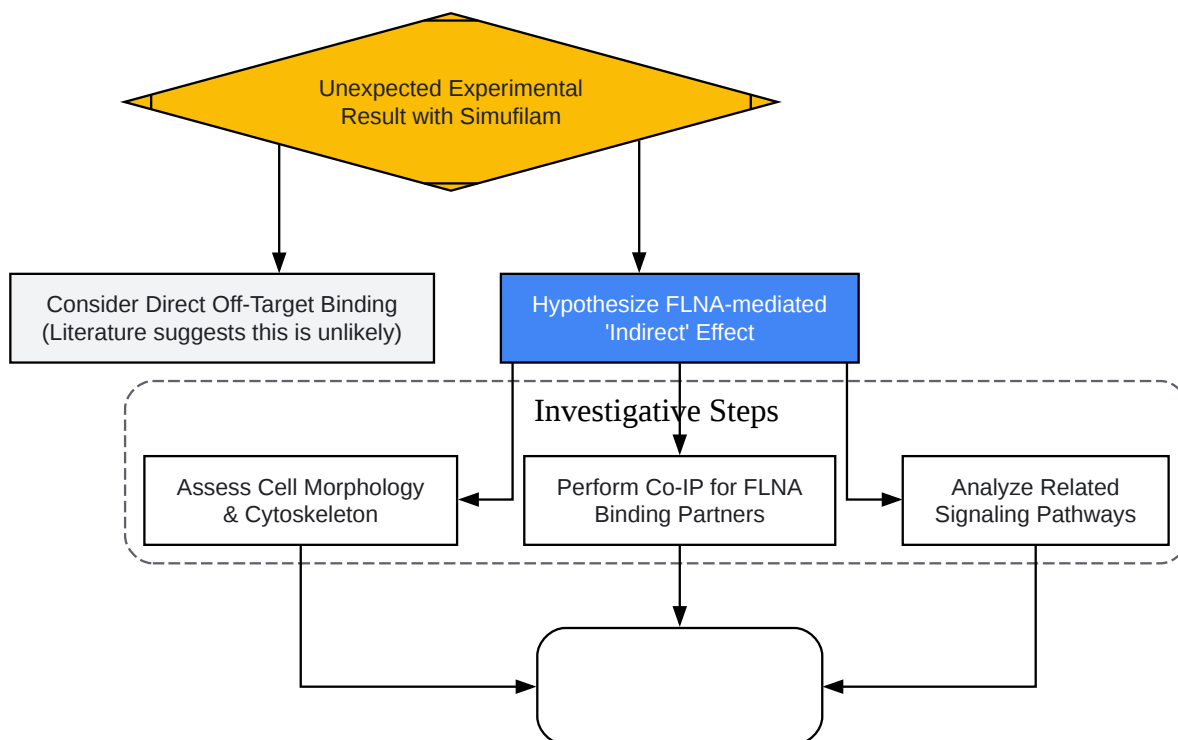 Unexpected Experimental
Result with Simufilam
Consider Direct Off-Target Binding
(Literature suggests this is unlikely)
Hypothesize FLNA-mediated
'Indirect' Effect
Investigative Steps
Assess Cell Morphology
& Cytoskeleton
Perform Co-IP for FLNA
Binding Partners
Analyze Related
Signaling Pathways